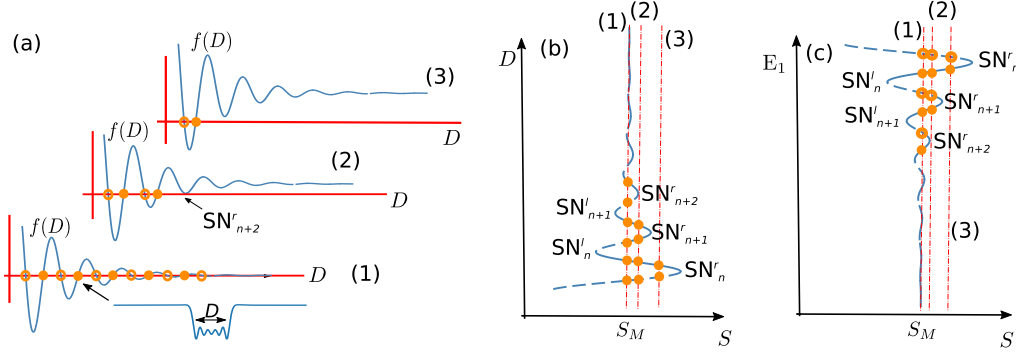 (a)
f(D)
(3)
D
f(D)
(2)
D
SN^r_{n+2}
f(D)
D
(1)
D
(b)
D
(1)
(2)
(3)
SN^r_{n+2}
SN^l_{n+1}
SN^r_{n+1}
SN^l_n
SN^r_n
S_M
S
(c)
E_1
(1)
(2)
SN^r_r
SN^l_n
SN^r_{n+1}
SN^l_{n+1}
SN^r_{n+2}
(3)
S_M
S